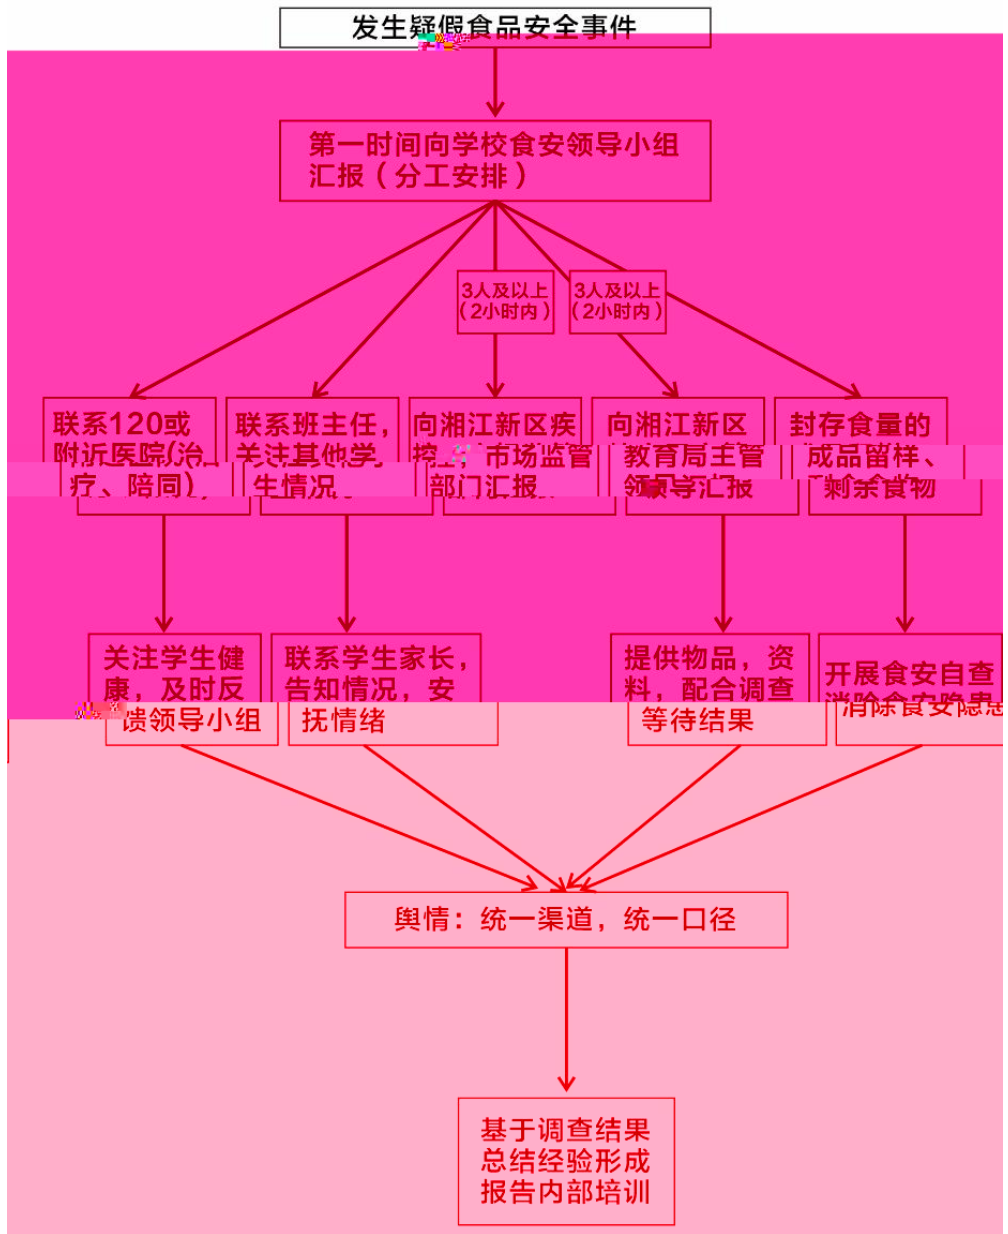 发生疑假食品安全事件
第一时间向学校食安领导小组
汇报（分工安排）
3人及以上
（2小时内）
3人及以上
（2小时内）
联系120或
附近医院(治
疗、陪同)
联系班主任，
关注其他学
生情况
向湘江新区疾
控 市场监管
部门汇报
向湘江新区
教育局主管
领导汇报
封存食量的
成品留样、
剩余食物
关注学生健
康，及时反
馈领导小组
联系学生家长，
告知情况，安
抚情绪
提供物品，资
料，配合调查
等待结果
开展食安自查
消除食安隐患
舆情：统一渠道，统一口径
基于调查结果
总结经验形成
报告内部培训